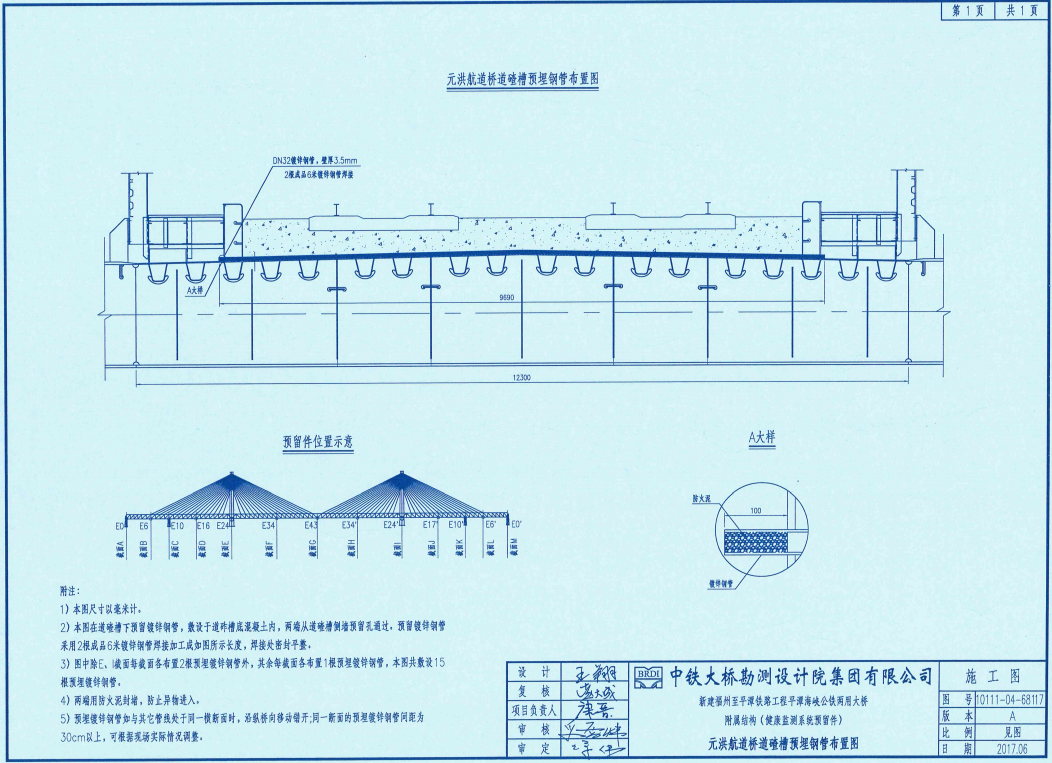 第 1 页 共 1 页
元洪航道桥道碴槽预埋钢管布置图
DN32镀锌钢管，壁厚3.5mm
2根成品6米镀锌钢管焊接
A大样
9690
12300
预留件位置示意
A大样
防火泥
100
镀锌钢管
E0 E6 E10 E16 E24 E34 E43 E34' E24' E17' E10' E6' E0'
截面A 截面B 截面C 截面D 截面E 截面F 截面G 截面H 截面I 截面J 截面K 截面L 截面M
附注：
1）本图尺寸以毫米计。
2）本图在道碴槽下预留镀锌钢管，敷设于道砟槽底混凝土内，两端从道碴槽侧墙预留孔通过。预留镀锌钢管
采用2根成品6米镀锌钢管焊接加工成如图所示长度，焊接处密封平整。
3）图中除E、I截面每截面各布置2根预埋镀锌钢管外，其余每截面各布置1根预埋镀锌钢管，本图共敷设15
根预埋镀锌钢管。
4）两端用防火泥封堵，防止异物进入。
5）预埋镀锌钢管如与其它管线处于同一横断面时，沿纵桥向移动错开；同一断面的预埋镀锌钢管间距为
30cm以上，可根据现场实际情况调整。
设 计
复 核
项目负责人
审 核
审 定
BRDI 中铁大桥勘测设计院集团有限公司
新建福州至平潭铁路工程平潭海峡公铁两用大桥
附属结构（健康监测系统预留件）
元洪航道桥道碴槽预埋钢管布置图
施 工 图
图 号 10111-04-68117
版 本 A
比 例 见图
日 期 2017.06